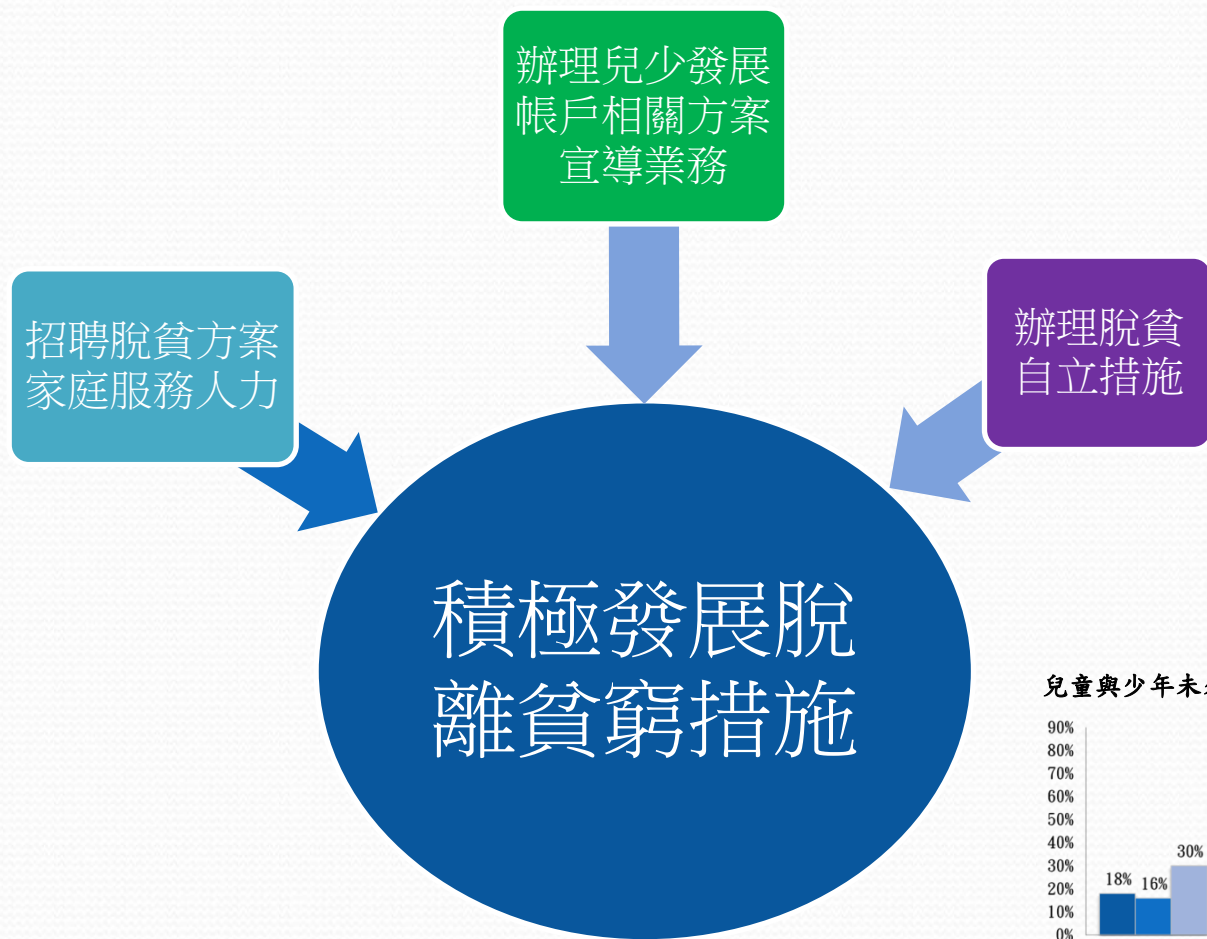 辦理兒少發展
帳戶相關方案
宣導業務
招聘脫貧方案
家庭服務人力
辦理脫貧
自立措施
積極發展脫
離貧窮措施
兒童與少年未
90%
80%
70%
60%
50%
40%
30%
20%
10%
0%
18%
16%
30%